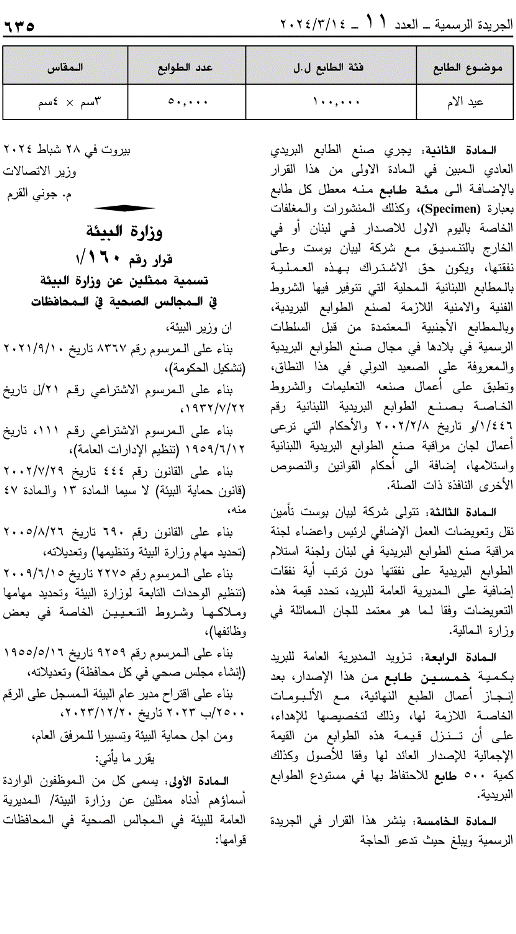 الجريدة الرسمية ــ العدد ١١ ــ ٢٠٢٤/٣/١٤
٦٣٥
موضوع الطابع
فئة الطابع ل.ل
عدد الطوابع
المقاس
عيد الام
١٠٠,٠٠٠
٥٠,٠٠٠
٣سم × ٤سم
المادة الثانية: يجري صنع الطابع البريدي
العادي المبين في المادة الاولى من هذا القرار
بالإضافة الى مئة طابع منه معطل كل طابع
بعبارة (Specimen)، وكذلك المنشورات والمغلفات
الخاصة باليوم الاول للاصدار في لبنان أو في
الخارج بالتنسيق مع شركة ليبان بوست وعلى
نفقتها، ويكون حق الاشتراك بهذه العملية
بالمطابع اللبنانية المحلية التي تتوفير فيها الشروط
الفنية والامنية اللازمة لصنع الطوابع البريدية،
وبالمطابع الأجنبية المعتمدة من قبل السلطات
الرسمية في بلادها في مجال صنع الطوابع البريدية
والمعروفة على الصعيد الدولي في هذا النطاق،
وتطبق على أعمال صنعه التعليمات والشروط
الخاصة بصنع الطوابع البريدية اللبنانية رقم
١/٤٤٦/و تاريخ ٢٠٠٢/٢/٨ والأحكام التي ترعى
أعمال لجان مراقبة صنع الطوابع البريدية اللبنانية
واستلامها، إضافة الى أحكام القوانين والنصوص
الأخرى النافذة ذات الصلة.
المادة الثالثة: تتولى شركة ليبان بوست تأمين
نقل وتعويضات العمل الإضافي لرئيس واعضاء لجنة
مراقبة صنع الطوابع البريدية في لبنان ولجنة استلام
الطوابع البريدية على نفقتها دون ترتب أية نفقات
إضافية على المديرية العامة للبريد، تحدد قيمة هذه
التعويضات وفقا لما هو معتمد للجان المماثلة في
وزارة المالية.
المادة الرابعة: تزويد المديرية العامة للبريد
بكمية خمسين طابع من هذا الإصدار، بعد
إنجاز أعمال الطبع النهائية، مع الألبومات
الخاصة اللازمة لها، وذلك لتخصيصها للإهداء،
على أن تنزل قيمة هذه الطوابع من القيمة
الإجمالية للإصدار العائد لها وفقا للأصول وكذلك
كمية ٥٠٠ طابع للاحتفاظ بها في مستودع الطوابع
البريدية.
المادة الخامسة: ينشر هذا القرار في الجريدة
الرسمية ويبلغ حيث تدعو الحاجة
بيروت في ٢٨ شباط ٢٠٢٤
وزير الاتصالات
م. جوني القرم
وزارة البيئة
قرار رقم ١/١٦٠
تسمية ممثلين عن وزارة البيئة
في المجالس الصحية في المحافظات
ان وزير البيئة،
بناء على المرسوم رقم ٨٣٦٧ تاريخ ٢٠٢١/٩/١٠
(تشكيل الحكومة)،
بناء على المرسوم الاشتراعي رقم ٢١/ل تاريخ
١٩٣٢/٧/٢٢،
بناء على المرسوم الاشتراعي رقم ١١١، تاريخ
١٩٥٩/٦/١٢ (تنظيم الإدارات العامة)،
بناء على القانون رقم ٤٤٤ تاريخ ٢٠٠٢/٧/٢٩
(قانون حماية البيئة) لا سيما المادة ١٣ والمادة ٤٧
منه،
بناء على القانون رقم ٦٩٠ تاريخ ٢٠٠٥/٨/٢٦
(تحديد مهام وزارة البيئة وتنظيمها) وتعديلاته،
بناء على المرسوم رقم ٢٢٧٥ تاريخ ٢٠٠٩/٦/١٥
(تنظيم الوحدات التابعة لوزارة البيئة وتحديد مهامها
وملاكها وشروط التعيين الخاصة في بعض
وظائفها)،
بناء على المرسوم رقم ٩٢٥٩ تاريخ ١٩٥٥/٥/١٦
(إنشاء مجلس صحي في كل محافظة) وتعديلاته،
بناء على اقتراح مدير عام البيئة المسجل على الرقم
٢٥٠٠/ب ٢٠٢٣ تاريخ ٢٠٢٣/١٢/٢٠،
ومن اجل حماية البيئة وتسييرا للمرفق العام،
يقرر ما يأتي:
المادة الأولى: يسمى كل من الموظفون الواردة
أسماؤهم أدناه ممثلين عن وزارة البيئة/ المديرية
العامة للبيئة في المجالس الصحية في المحافظات
قوامها: